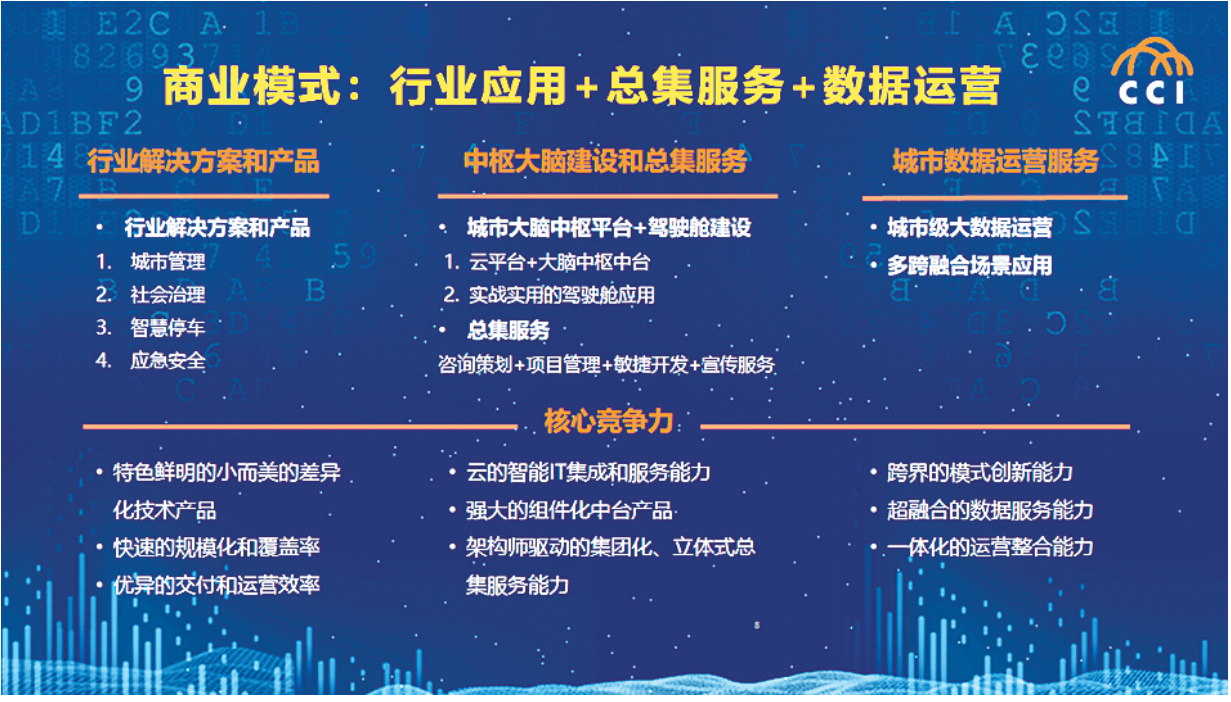 商业模式：行业应用+总集服务+数据运营
CCI
行业解决方案和产品
• 行业解决方案和产品
1. 城市管理
2. 社会治理
3. 智慧停车
4. 应急安全
中枢大脑建设和总集服务
• 城市大脑中枢平台+驾驶舱建设
1. 云平台+大脑中枢中台
2. 实战实用的驾驶舱应用
• 总集服务
咨询策划+项目管理+敏捷开发+宣传服务
城市数据运营服务
• 城市级大数据运营
• 多跨融合场景应用
核心竞争力
• 特色鲜明的小而美的差异
化技术产品
• 快速的规模化和覆盖率
• 优异的交付和运营效率
• 云的智能IT集成和服务能力
• 强大的组件化中台产品
• 架构师驱动的集团化、立体式总
集服务能力
• 跨界的模式创新能力
• 超融合的数据服务能力
• 一体化的运营整合能力
8